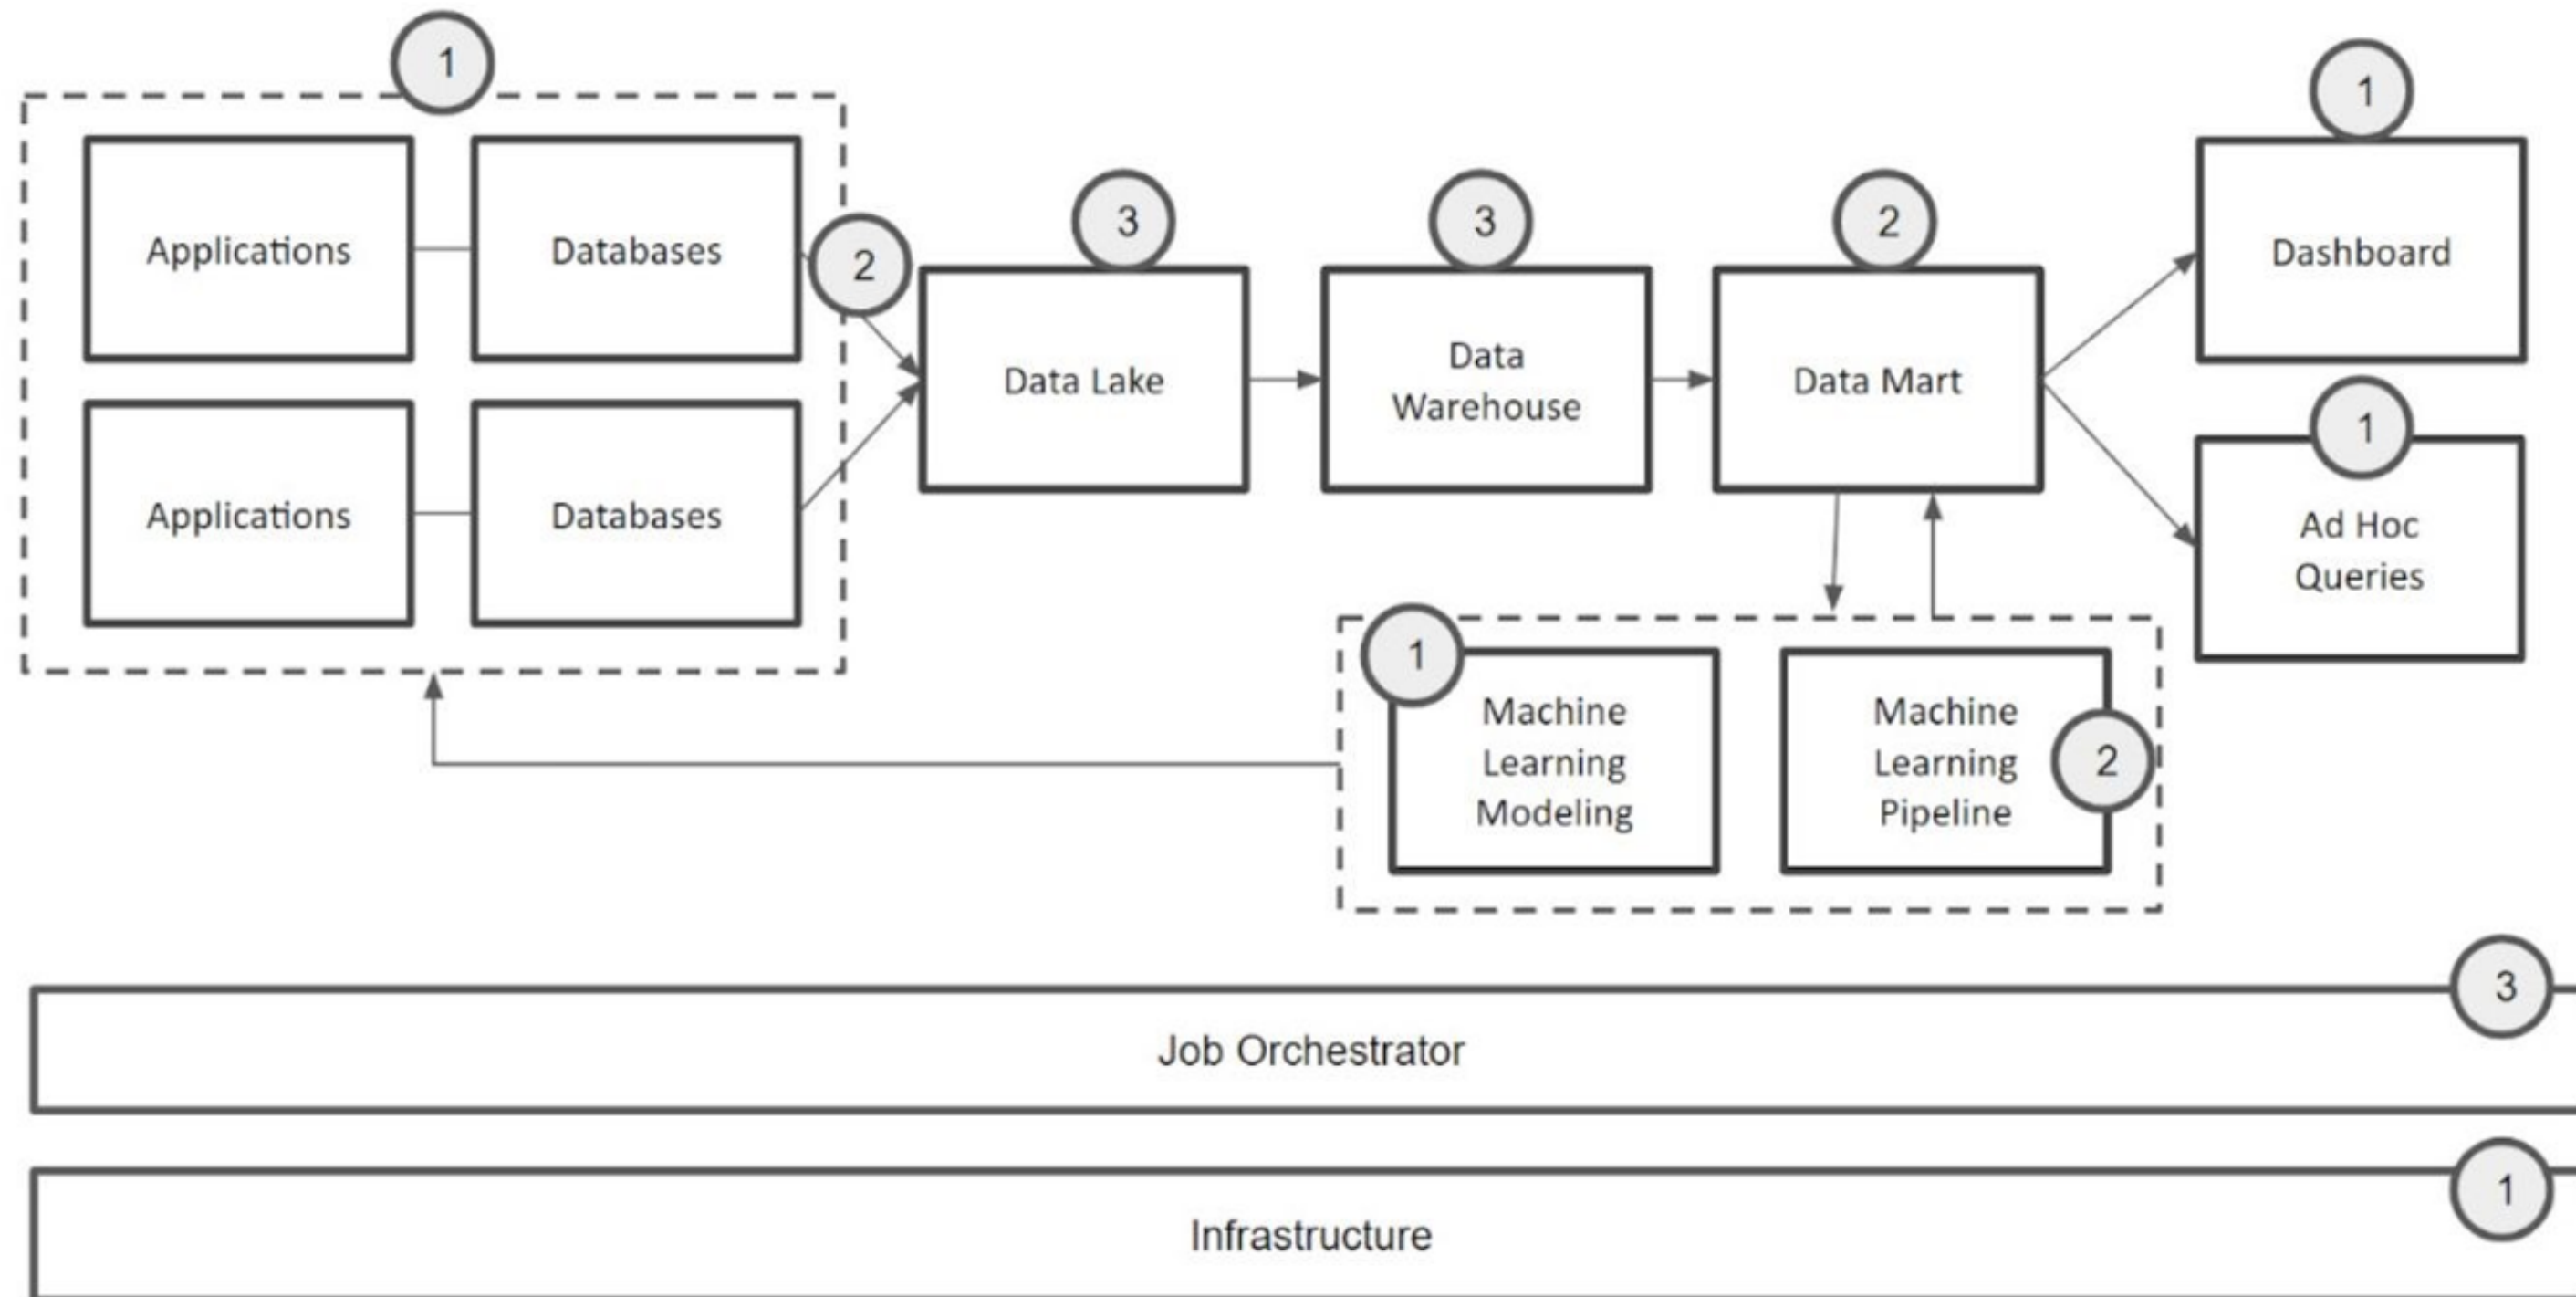 1
Applications
Databases
Applications
Databases
2
3
Data Lake
3
Data
Warehouse
2
Data Mart
1
Dashboard
1
Ad Hoc
Queries
1
Machine
Learning
Modeling
Machine
Learning
Pipeline
2
3
Job Orchestrator
1
Infrastructure